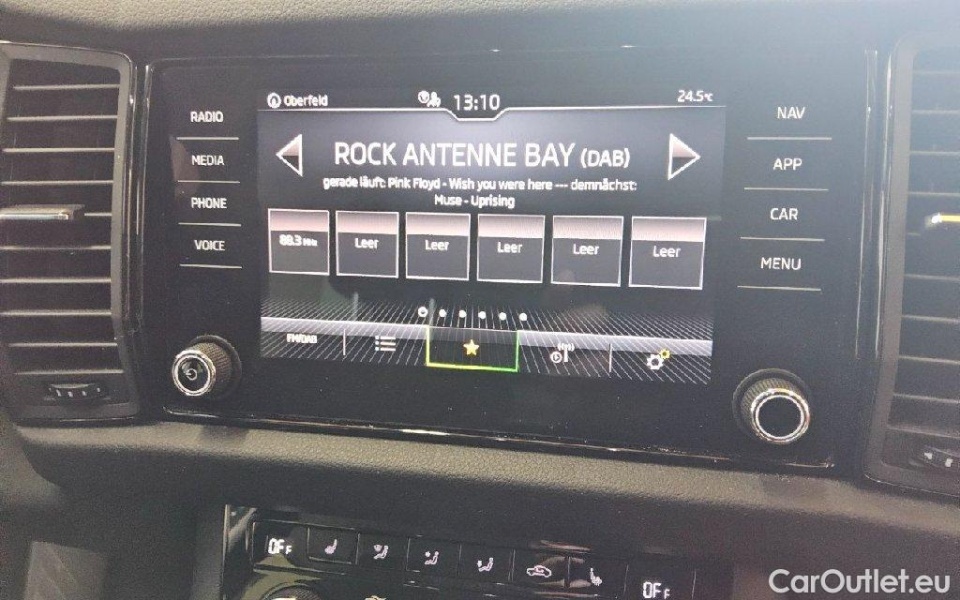 Oberfeld 13:10 24.5°C
RADIO
MEDIA
PHONE
VOICE
ROCK ANTENNE BAY (DAB)
gerade läuft: Pink Floyd - Wish you were here --- demnächst:
Muse - Uprising
88.3 MHz Leer Leer Leer Leer Leer
FM/DAB
NAV
APP
CAR
MENU
OFF OFF
CarOutlet.eu